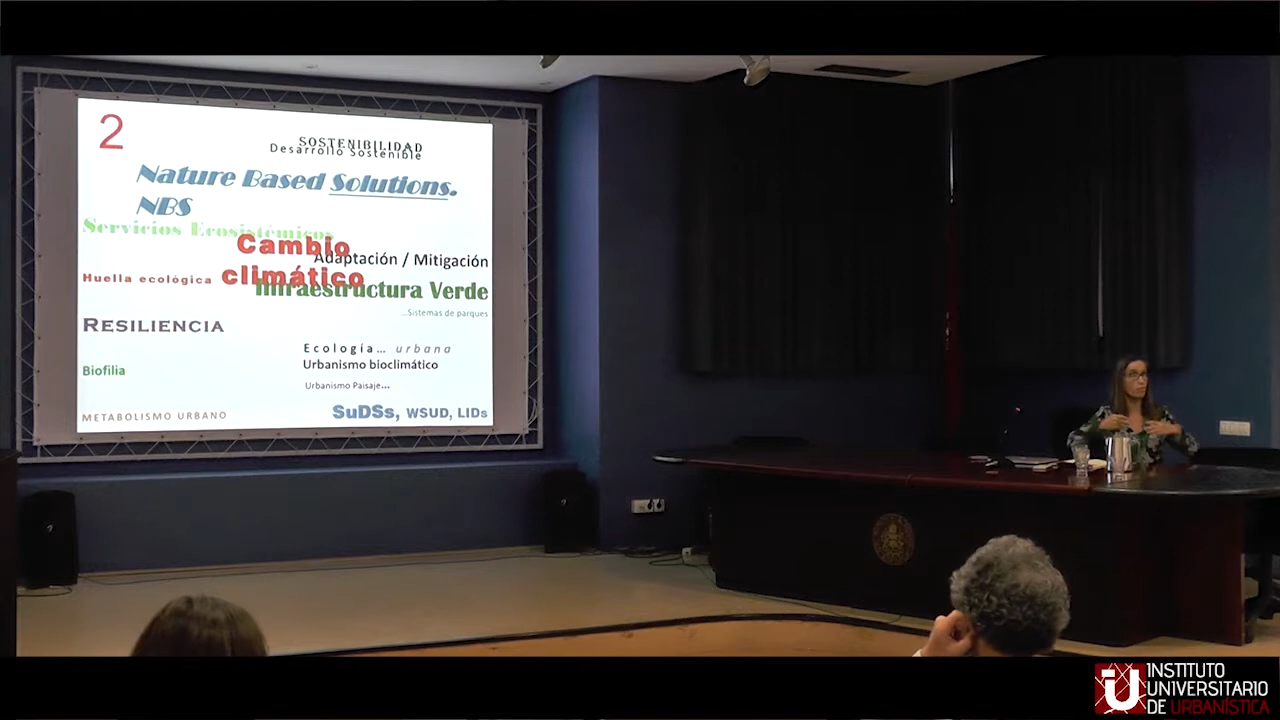 2
SOSTENIBILIDAD
Desarrollo Sostenible
Nature Based Solutions.
NBS
Servicios Ecosistémicos
Cambio
climático
Adaptación / Mitigación
Huella ecológica
Infraestructura Verde
...Sistemas de parques
RESILIENCIA
Ecología... urbana
Urbanismo bioclimático
Biofilia
Urbanismo Paisaje...
METABOLISMO URBANO
SuDSs, WSUD, LIDs
iU
INSTITUTO
UNIVERSITARIO
DE URBANÍSTICA